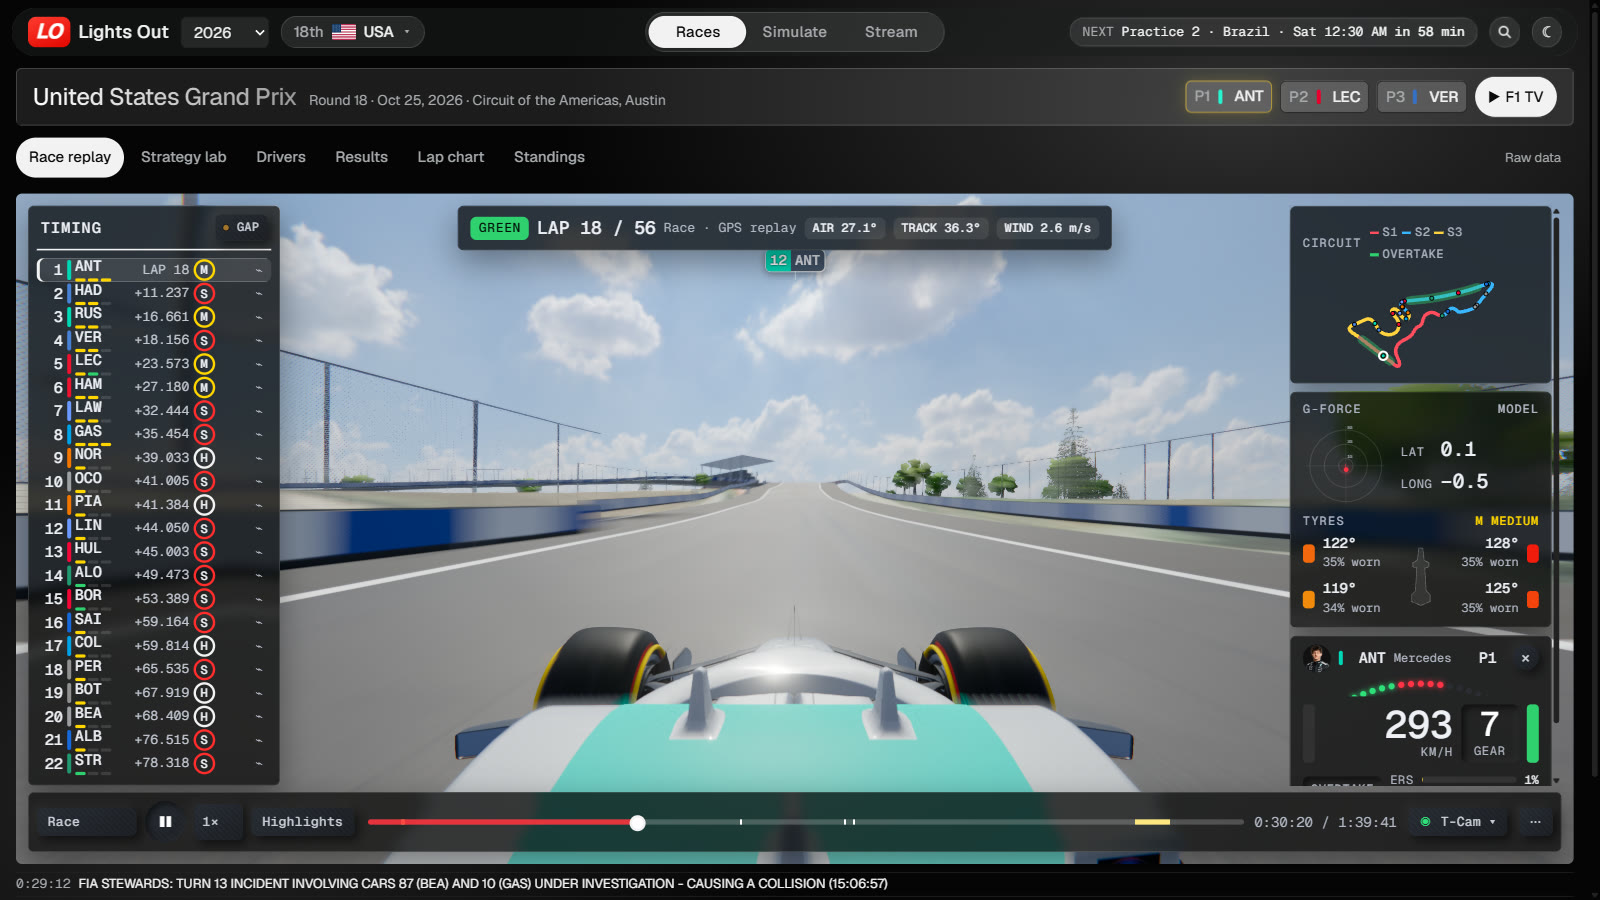 LO Lights Out 2026 18th USA Races Simulate Stream NEXT Practice 2 · Brazil · Sat 12:30 AM in 58 min
United States Grand Prix Round 18 · Oct 25, 2026 · Circuit of the Americas, Austin P1 ANT P2 LEC P3 VER F1 TV
Race replay Strategy lab Drivers Results Lap chart Standings Raw data
TIMING GAP
1 ANT LAP 18 M
2 HAD +11.237 S
3 RUS +16.661 M
4 VER +18.156 S
5 LEC +23.573 M
6 HAM +27.180 M
7 LAW +32.444 S
8 GAS +35.454 S
9 NOR +39.033 H
10 OCO +41.005 S
11 PIA +41.384 H
12 LIN +44.050 S
13 HUL +45.003 S
14 ALO +49.473 S
15 BOR +53.389 S
16 SAI +59.164 S
17 COL +59.814 H
18 PER +65.535 S
19 BOT +67.919 H
20 BEA +68.409 H
21 ALB +76.515 S
22 STR +78.318 S
GREEN LAP 18 / 56 Race · GPS replay AIR 27.1° TRACK 36.3° WIND 2.6 m/s
12 ANT
CIRCUIT S1 S2 S3
OVERTAKE
G-FORCE MODEL
LAT 0.1
LONG −0.5
TYRES M MEDIUM
122° 128°
35% worn 35% worn
119° 125°
34% worn 35% worn
ANT Mercedes P1 ×
293 7
KM/H GEAR
OVERTAKE ERS 1%
Race 1× Highlights 0:30:20 / 1:39:41 T-Cam ···
0:29:12 FIA STEWARDS: TURN 13 INCIDENT INVOLVING CARS 87 (BEA) AND 10 (GAS) UNDER INVESTIGATION - CAUSING A COLLISION (15:06:57)